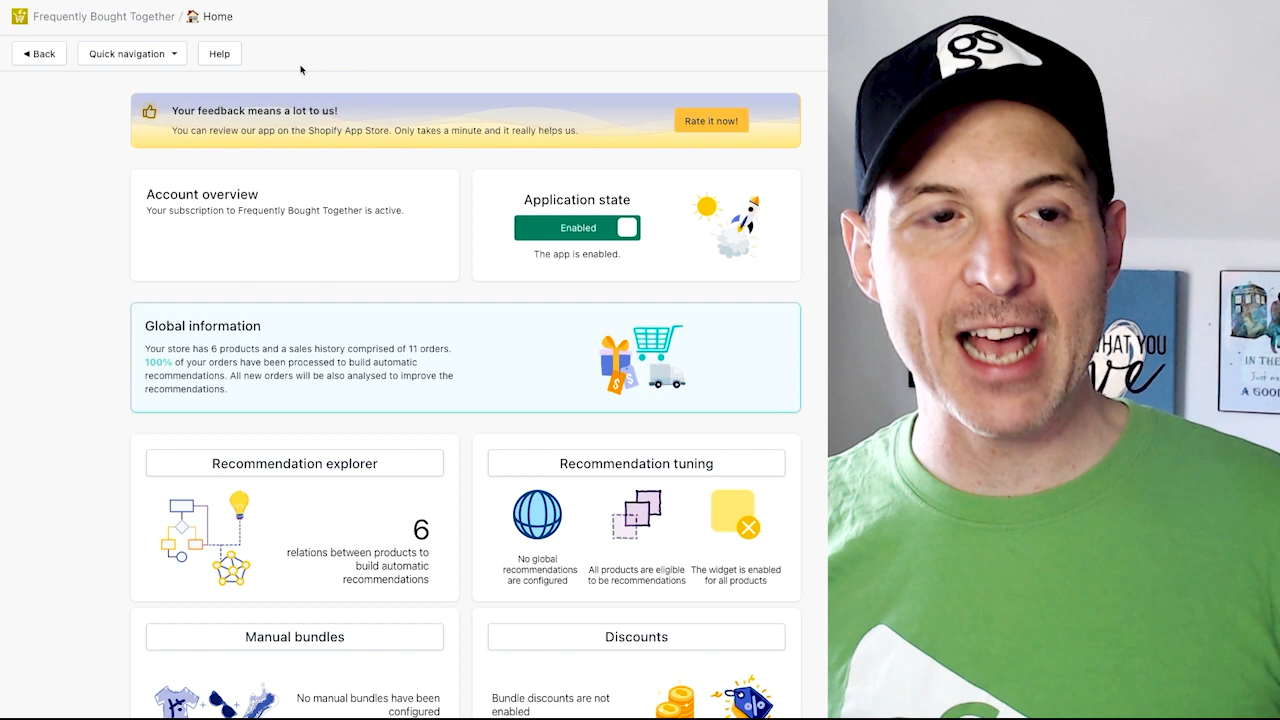 Frequently Bought Together / Home
◀ Back
Quick navigation
Help
Your feedback means a lot to us!
You can review our app on the Shopify App Store. Only takes a minute and it really helps us.
Rate it now!
Account overview
Your subscription to Frequently Bought Together is active.
Application state
Enabled
The app is enabled.
Global information
Your store has 6 products and a sales history comprised of 11 orders.
100% of your orders have been processed to build automatic
recommendations. All new orders will be also analysed to improve the
recommendations.
Recommendation explorer
6
relations between products to
build automatic
recommendations
Recommendation tuning
No global
recommendations
are configured
All products are eligible
to be recommendations
The widget is enabled
for all products
Manual bundles
No manual bundles have been
configured
Discounts
Bundle discounts are not
enabled
gs
WHAT YOU
IN THE
Just
A GOOD